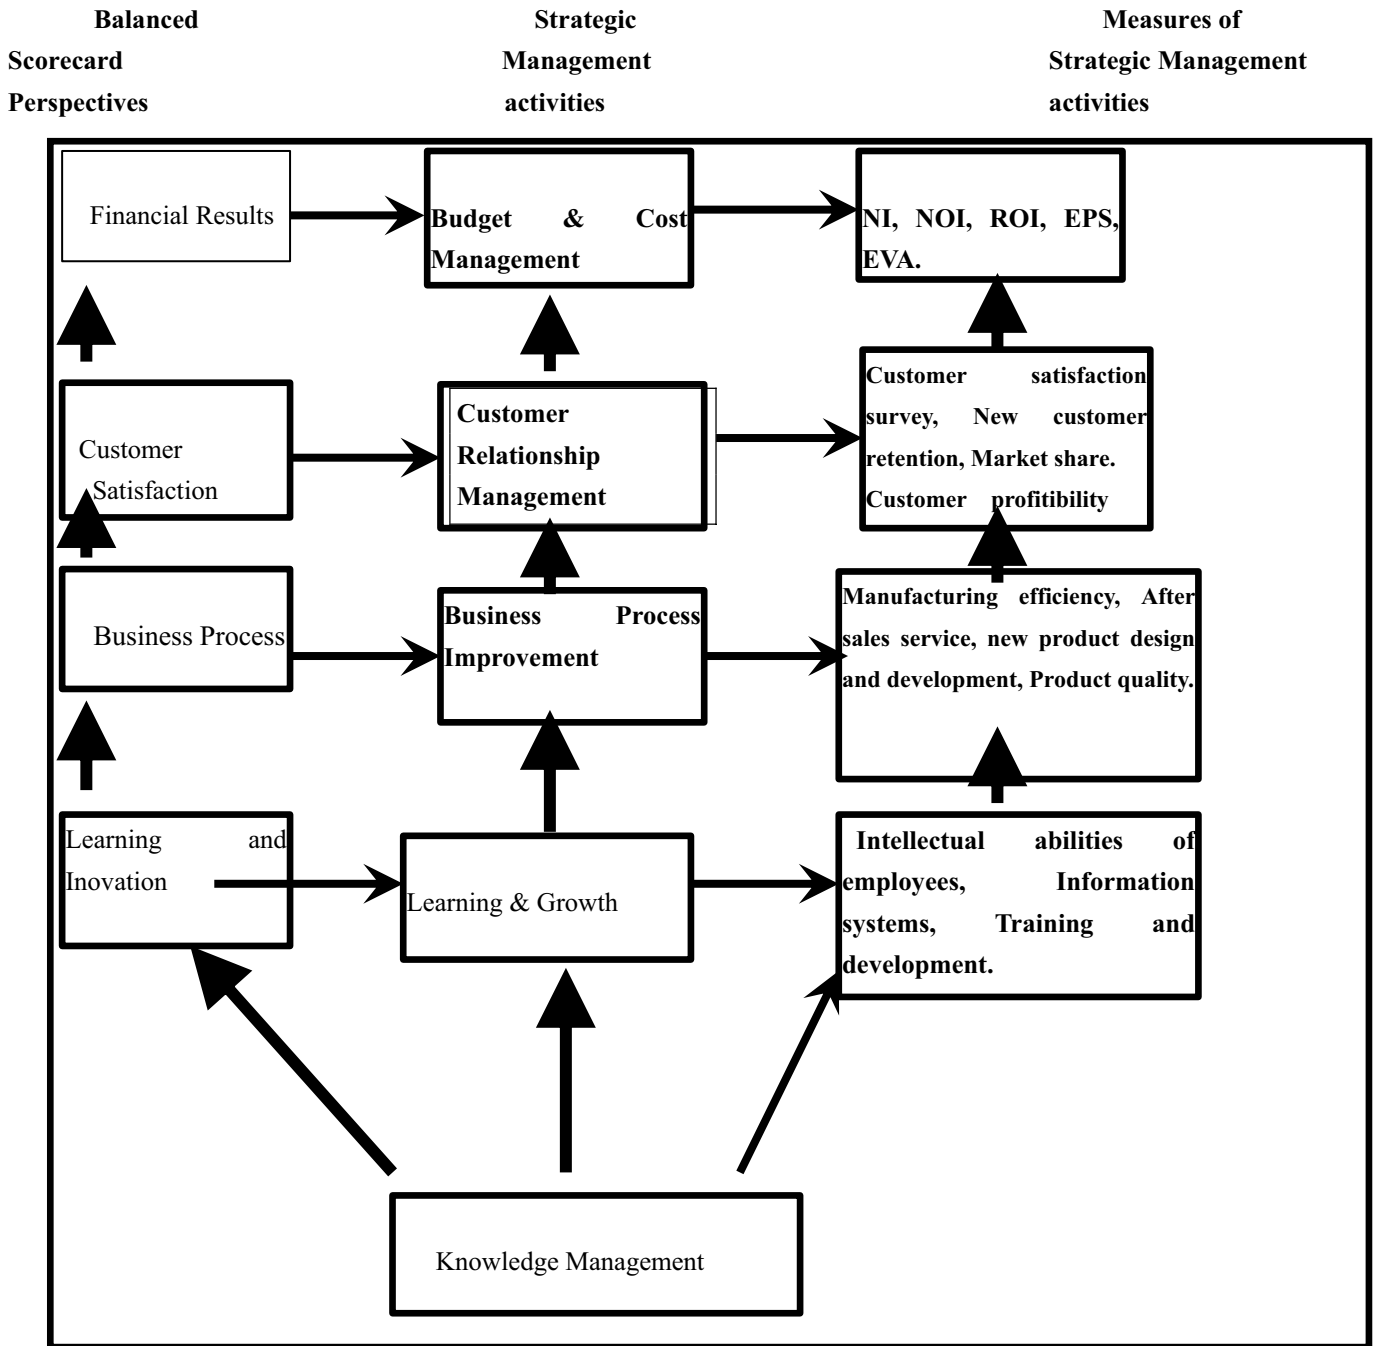 Balanced
Scorecard
Perspectives
Strategic
Management
activities
Measures of
Strategic Management
activities
Financial Results
Budget & Cost
Management
NI, NOI, ROI, EPS,
EVA.
Customer
Satisfaction
Customer
Relationship
Management
Customer satisfaction
survey, New customer
retention, Market share.
Customer profitibility
Business Process
Business Process
Improvement
Manufacturing efficiency, After
sales service, new product design
and development, Product quality.
Learning and
Inovation
Learning & Growth
Intellectual abilities of
employees, Information
systems, Training and
development.
Knowledge Management